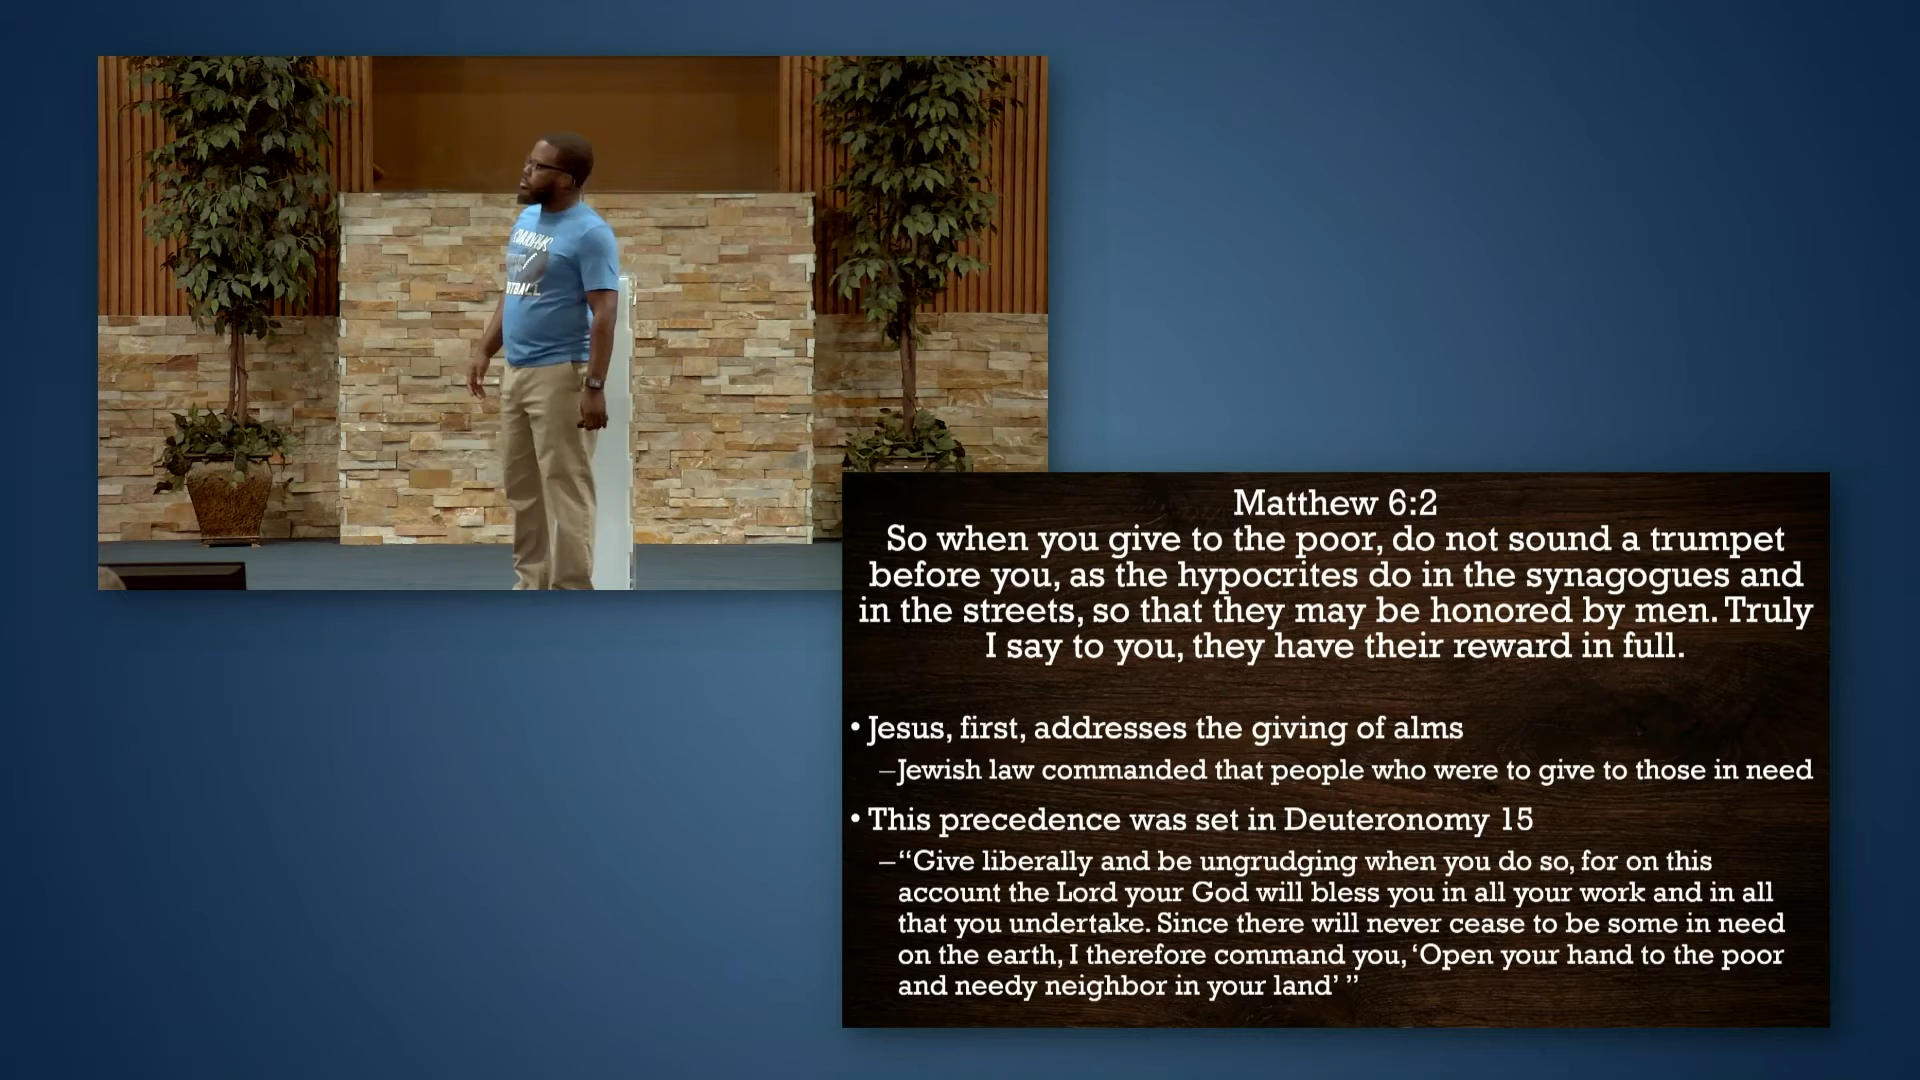 OTBALL
Matthew 6:2
So when you give to the poor, do not sound a trumpet
before you, as the hypocrites do in the synagogues and
in the streets, so that they may be honored by men. Truly
I say to you, they have their reward in full.
• Jesus, first, addresses the giving of alms
–Jewish law commanded that people who were to give to those in need
• This precedence was set in Deuteronomy 15
–“Give liberally and be ungrudging when you do so, for on this
account the Lord your God will bless you in all your work and in all
that you undertake. Since there will never cease to be some in need
on the earth, I therefore command you, ‘Open your hand to the poor
and needy neighbor in your land’ ”